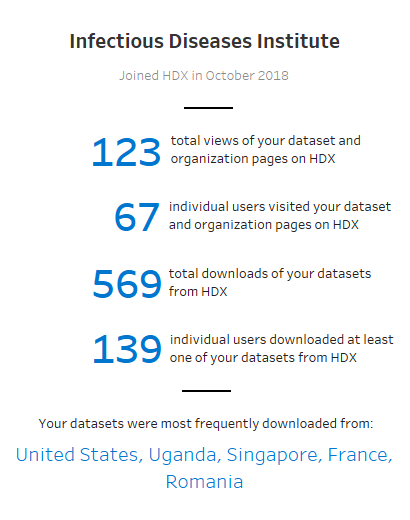 Infectious Diseases Institute
Joined HDX in October 2018
123 total views of your dataset and
organization pages on HDX
67 individual users visited your dataset
and organization pages on HDX
569 total downloads of your datasets
from HDX
139 individual users downloaded at least
one of your datasets from HDX
Your datasets were most frequently downloaded from:
United States, Uganda, Singapore, France,
Romania